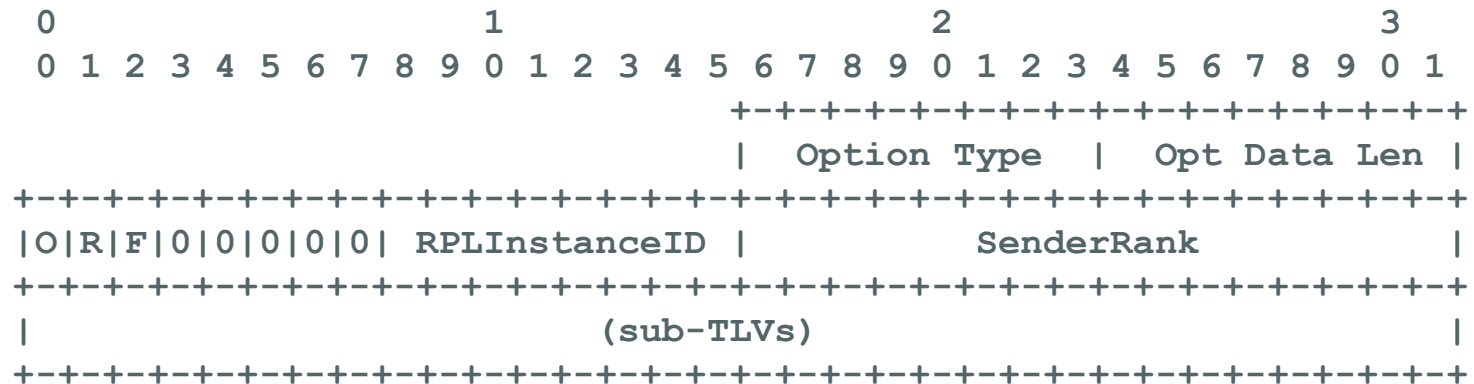 0                   1                   2                   3
 0 1 2 3 4 5 6 7 8 9 0 1 2 3 4 5 6 7 8 9 0 1 2 3 4 5 6 7 8 9 0 1
                                +-+-+-+-+-+-+-+-+-+-+-+-+-+-+-+-+
                                |  Option Type  |  Opt Data Len |
+-+-+-+-+-+-+-+-+-+-+-+-+-+-+-+-+-+-+-+-+-+-+-+-+-+-+-+-+-+-+-+-+
|O|R|F|0|0|0|0|0| RPLInstanceID |          SenderRank           |
+-+-+-+-+-+-+-+-+-+-+-+-+-+-+-+-+-+-+-+-+-+-+-+-+-+-+-+-+-+-+-+-+
|                         (sub-TLVs)                            |
+-+-+-+-+-+-+-+-+-+-+-+-+-+-+-+-+-+-+-+-+-+-+-+-+-+-+-+-+-+-+-+-+